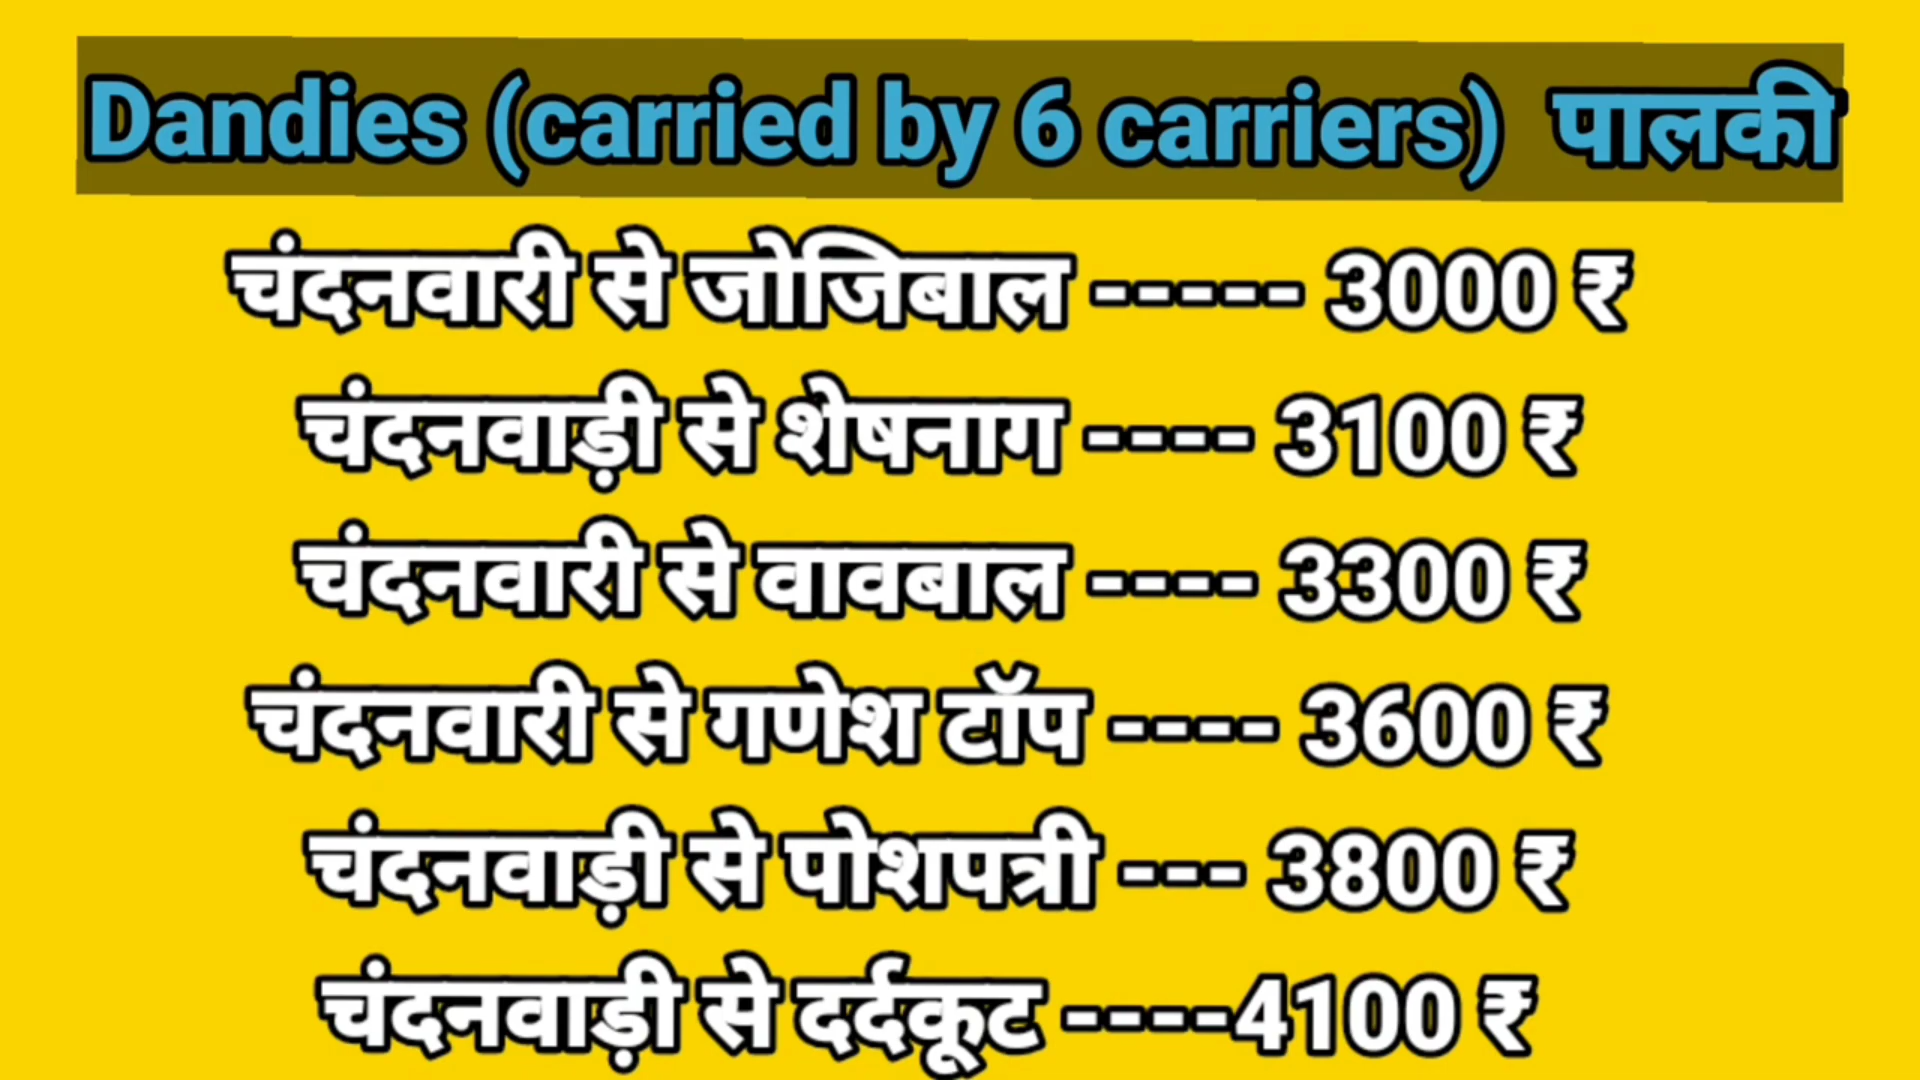 Dandies (carried by 6 carriers) पालकी
चंदनवारी से जोजिबाल ----- 3000 ₹
चंदनवाड़ी से शेषनाग ---- 3100 ₹
चंदनवारी से वावबाल ---- 3300 ₹
चंदनवारी से गणेश टॉप ---- 3600 ₹
चंदनवाड़ी से पोशपत्री --- 3800 ₹
चंदनवाड़ी से दर्दकूट ----4100 ₹